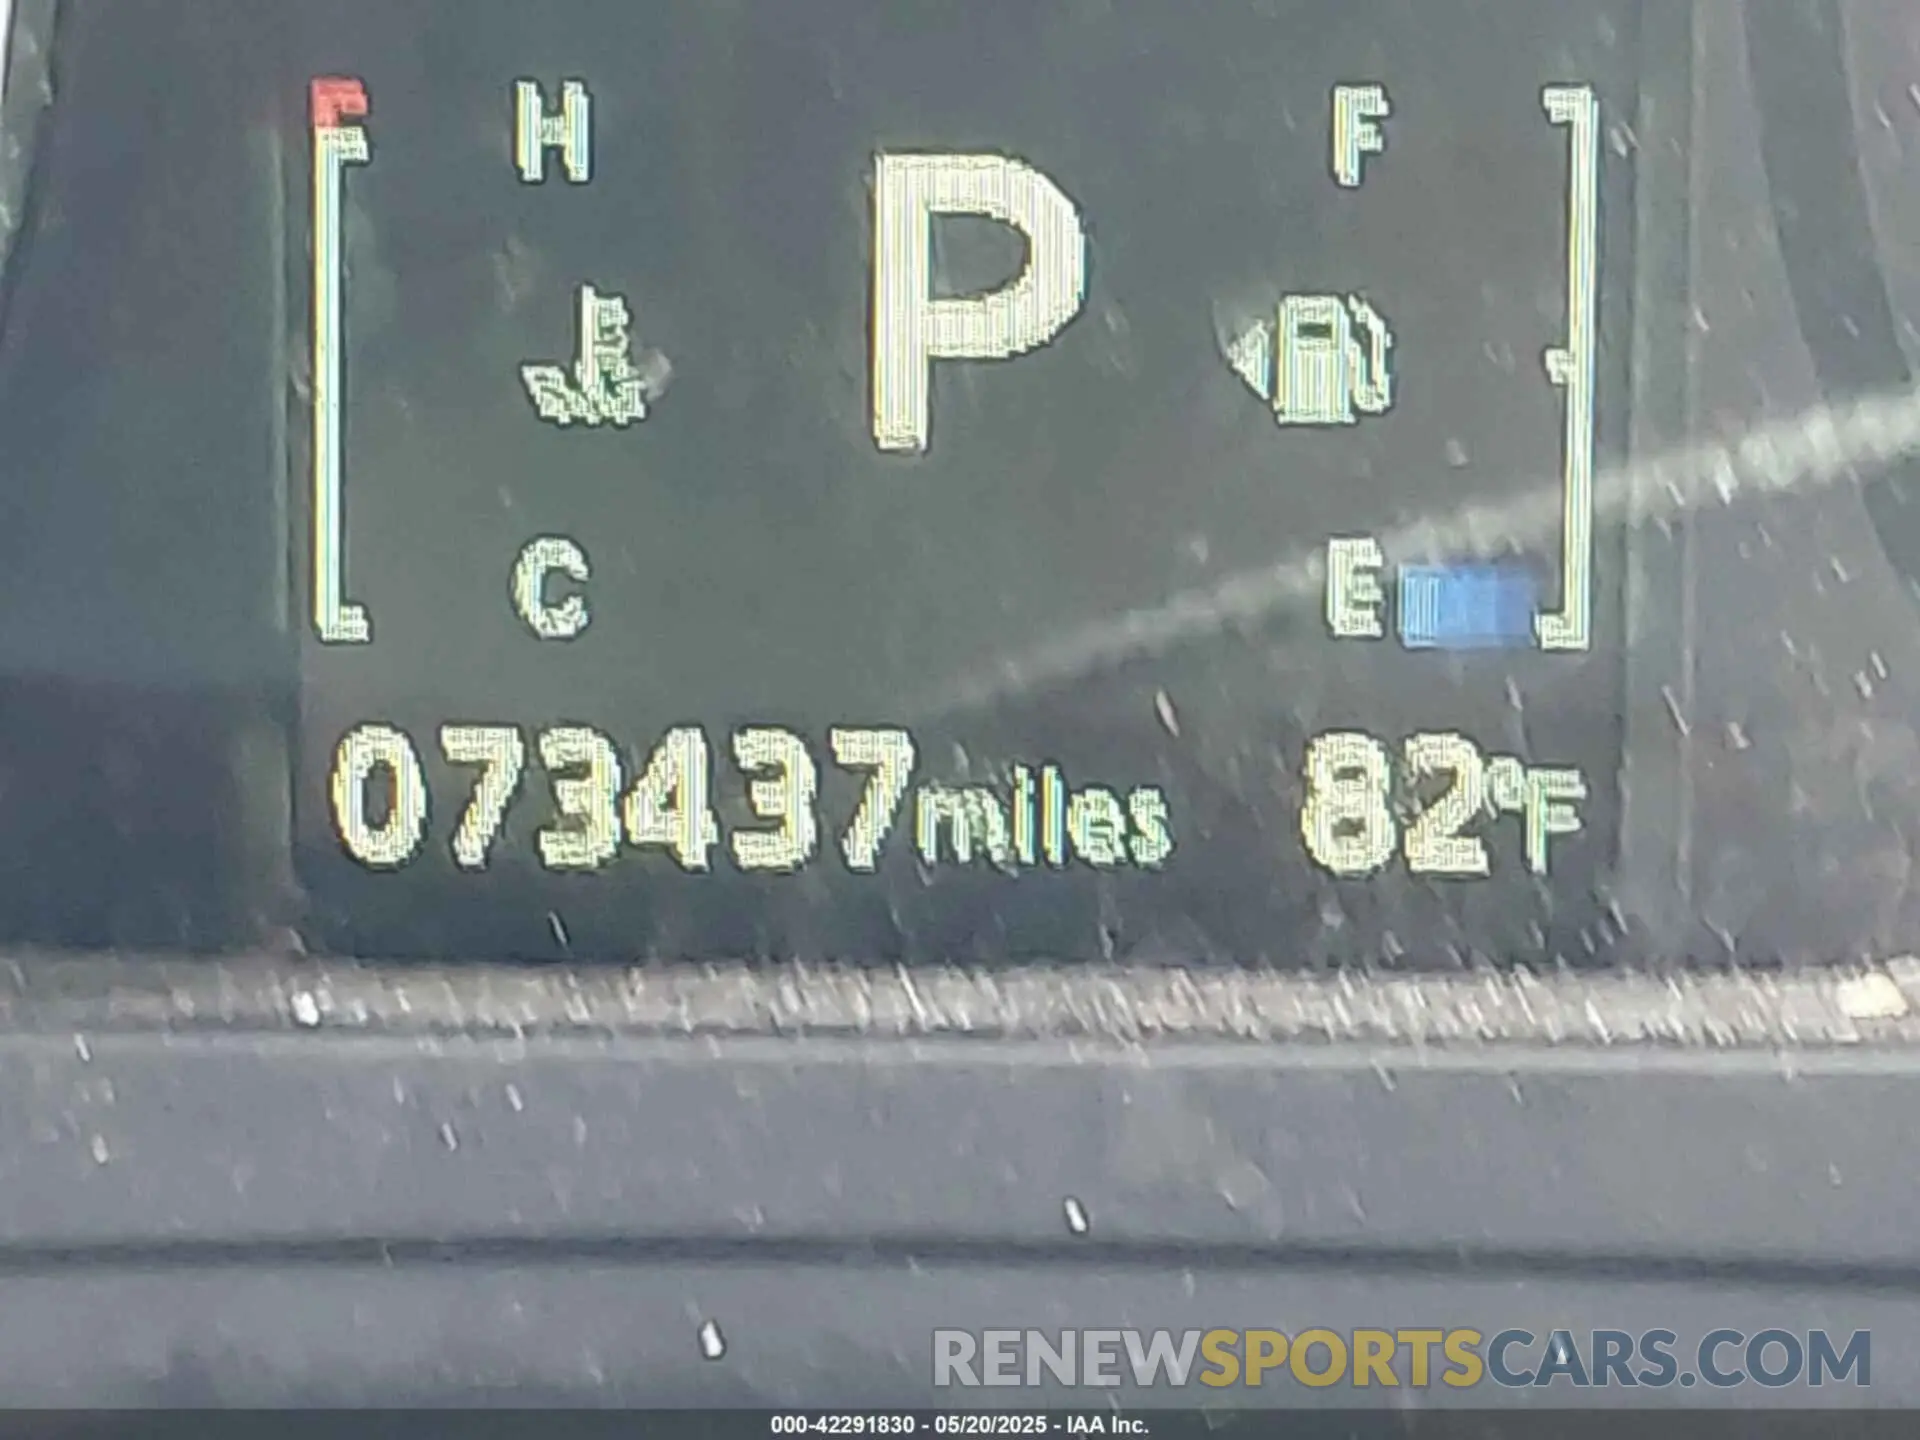 H P F
C E
073437miles 82°F
RENEWSPORTSCARS.COM
000-42291830 - 05/20/2025 - IAA Inc.